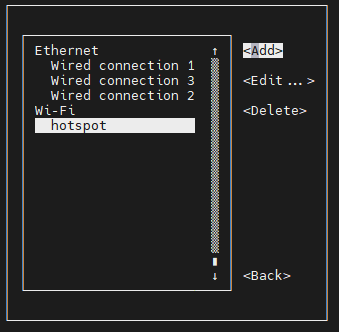 Ethernet
Wired connection 1
Wired connection 3
Wired connection 2
Wi-Fi
hotspot
<Add>
<Edit...>
<Delete>
<Back>